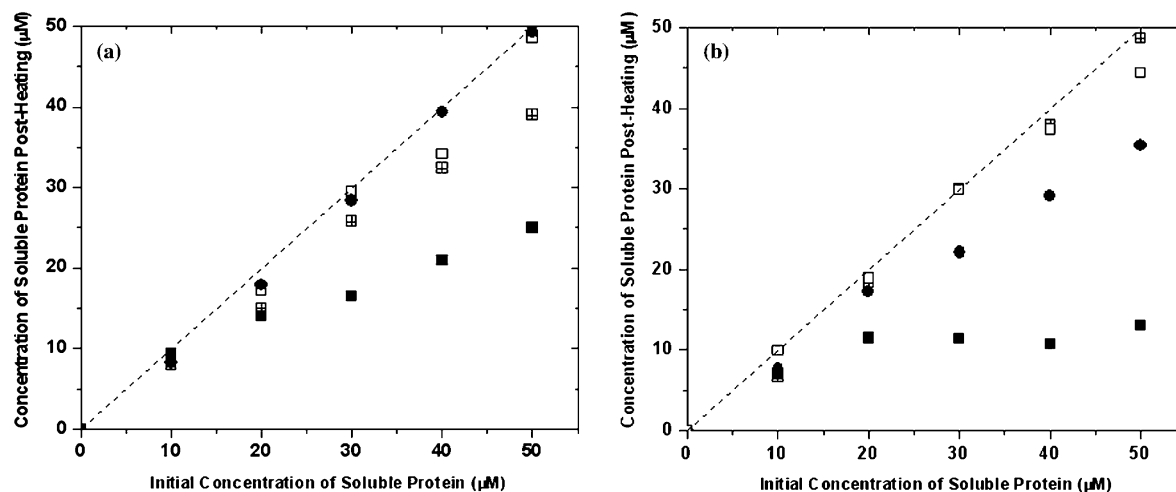 (a)
Concentration of Soluble Protein Post-Heating (µM)
50
40
30
20
10
0
0 10 20 30 40 50
Initial Concentration of Soluble Protein (µM)
(b)
Concentration of Soluble Protein Post-Heating (µM)
50
40
30
20
10
0
0 10 20 30 40 50
Initial Concentration of Soluble Protein (µM)